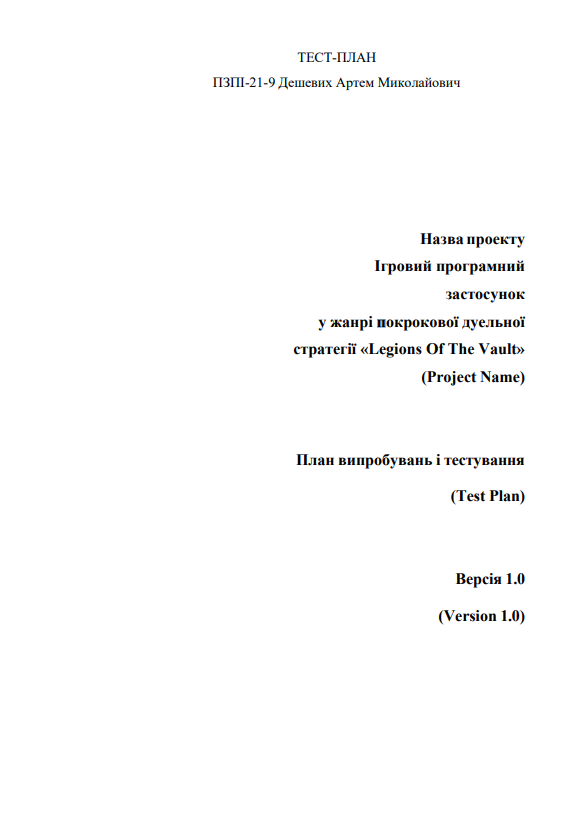 ТЕСТ-ПЛАН
ПЗПІ-21-9 Дешевих Артем Миколайович
Назва проекту
Ігровий програмний
застосунок
у жанрі покрокової дуельної
стратегії «Legions Of The Vault»
(Project Name)
План випробувань і тестування
(Test Plan)
Версія 1.0
(Version 1.0)